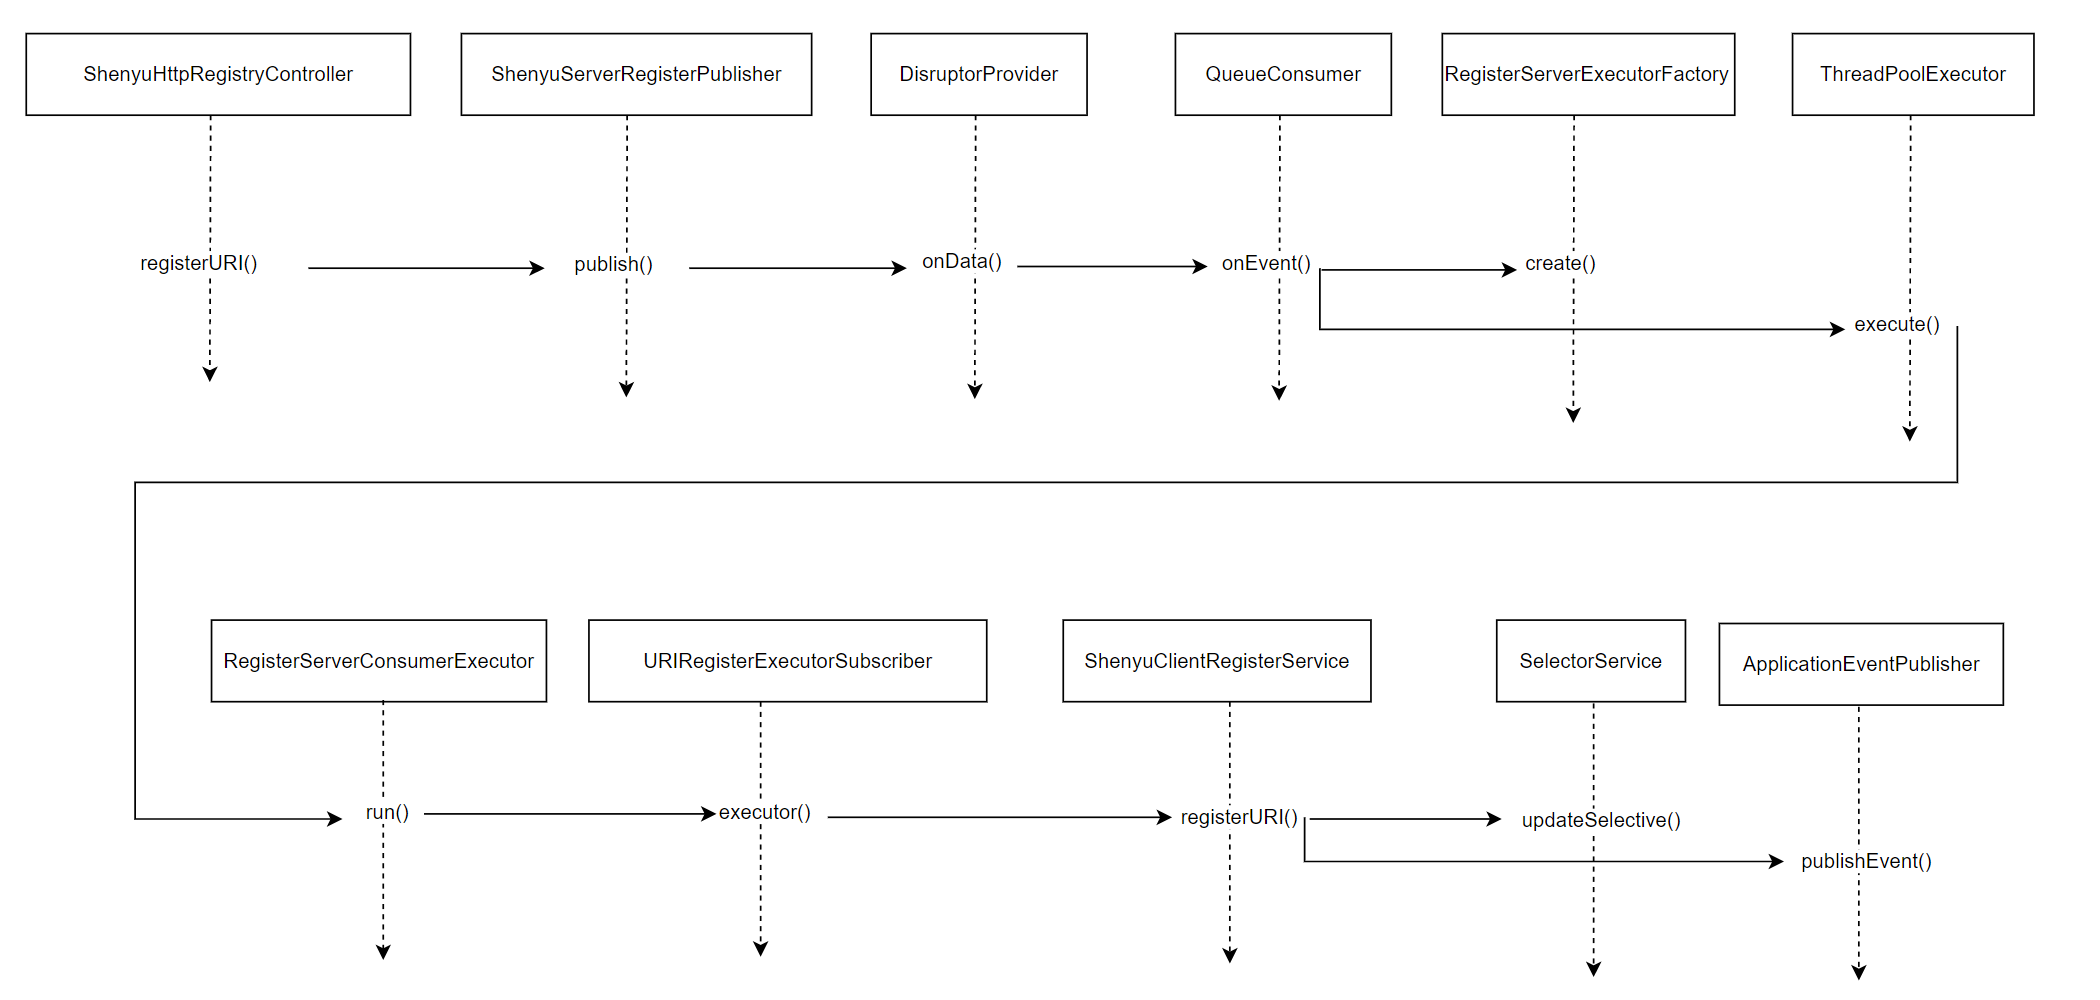 ShenyuHttpRegistryController
ShenyuServerRegisterPublisher
DisruptorProvider
QueueConsumer
RegisterServerExecutorFactory
ThreadPoolExecutor
registerURI()
publish()
onData()
onEvent()
create()
execute()
RegisterServerConsumerExecutor
URIRegisterExecutorSubscriber
ShenyuClientRegisterService
SelectorService
ApplicationEventPublisher
run()
executor()
registerURI()
updateSelective()
publishEvent()